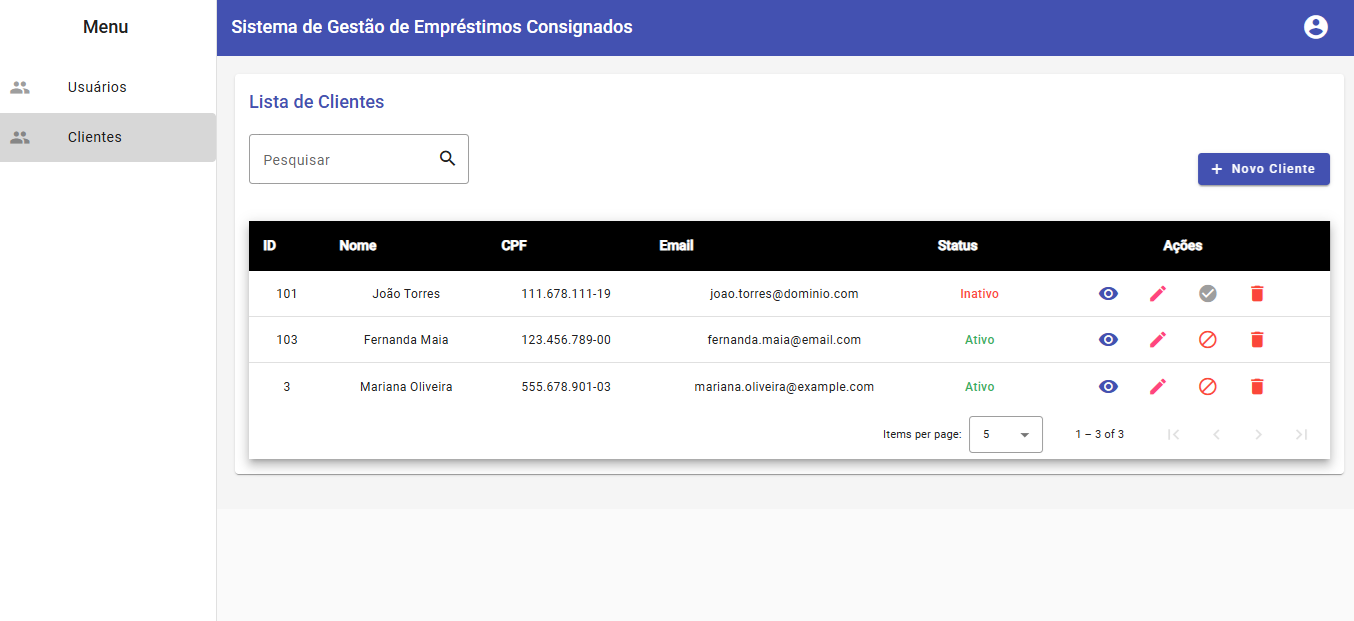 Menu
Sistema de Gestão de Empréstimos Consignados
Usuários
Clientes
Lista de Clientes
Pesquisar
+ Novo Cliente
ID Nome CPF Email Status Ações
101 João Torres 111.678.111-19 joao.torres@dominio.com Inativo
103 Fernanda Maia 123.456.789-00 fernanda.maia@email.com Ativo
3 Mariana Oliveira 555.678.901-03 mariana.oliveira@example.com Ativo
Items per page: 5 1 – 3 of 3